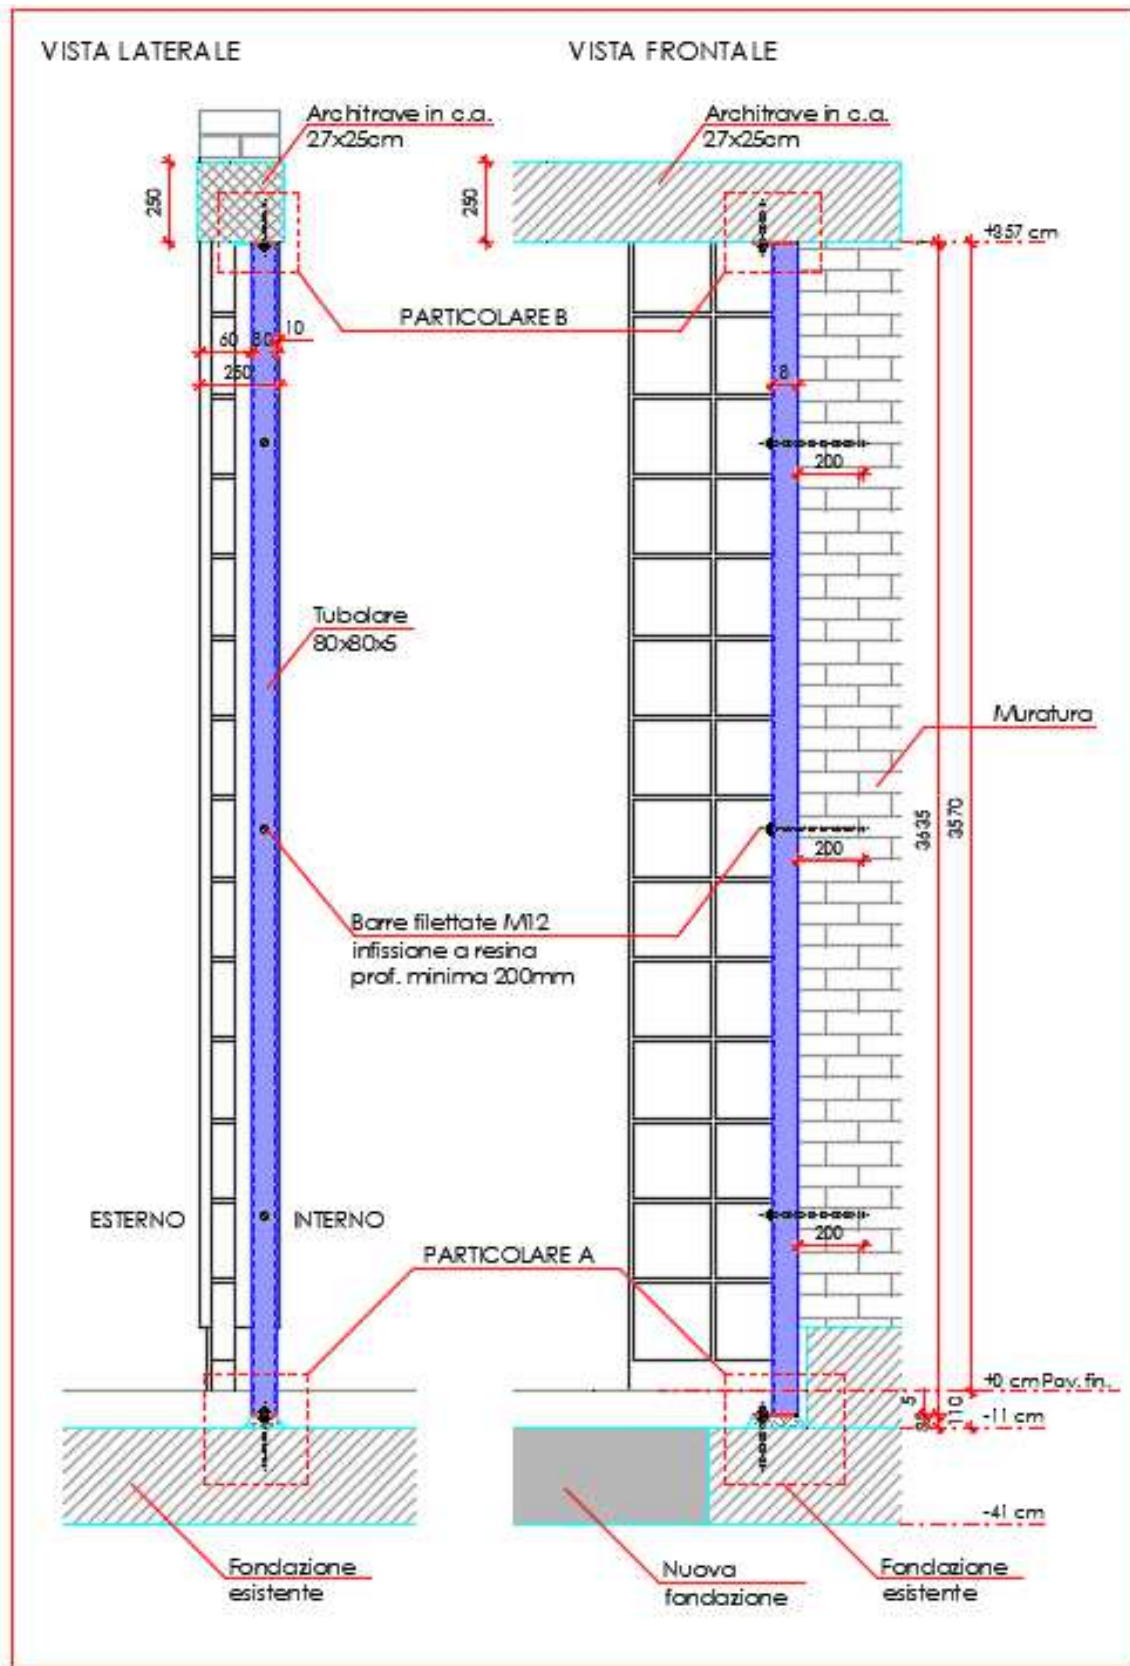 VISTA LATERALE
VISTA FRONTALE
Architrave in c.a.
27x25cm
Architrave in c.a.
27x25cm
250
250
+357 cm
PARTICOLARE B
10
60
80
250
8
200
Tubolare
80x80x5
Muratura
3635
3570
200
Barre filettate M12
infissione a resina
prof. minima 200mm
ESTERNO
INTERNO
200
PARTICOLARE A
+0 cm Pav. fin.
5
110
-11 cm
-41 cm
Fondazione
esistente
Nuova
fondazione
Fondazione
esistente